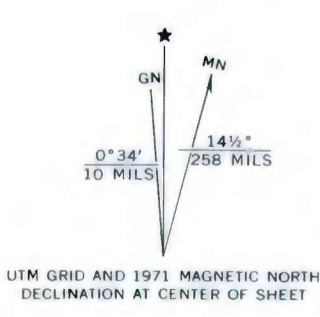 ★
MN
GN
0°34'
10 MILS
14½°
258 MILS
UTM GRID AND 1971 MAGNETIC NORTH
DECLINATION AT CENTER OF SHEET